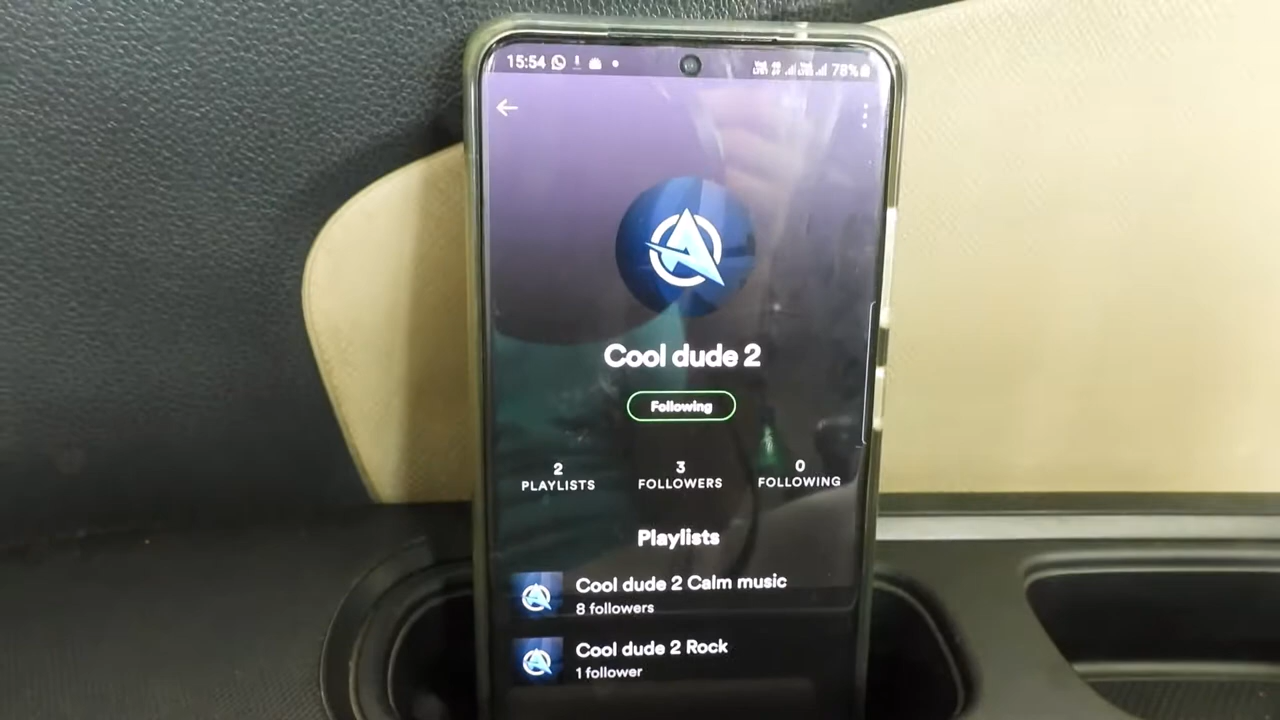 15:54 78%
Cool dude 2
Following
2 3 0
PLAYLISTS FOLLOWERS FOLLOWING
Playlists
Cool dude 2 Calm music
8 followers
Cool dude 2 Rock
1 follower